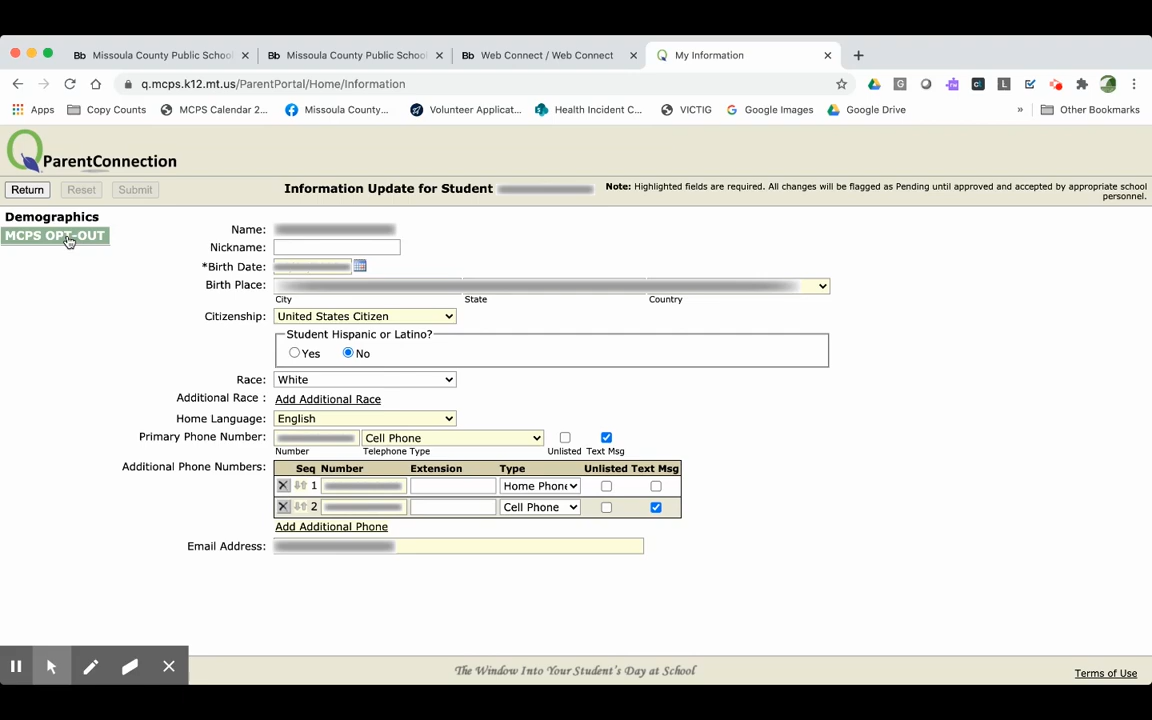 Bb Missoula County Public School Bb Missoula County Public School Bb Web Connect / Web Connect Q My Information
q.mcps.k12.mt.us/ParentPortal/Home/Information
Apps Copy Counts MCPS Calendar 2... Missoula County... Volunteer Applicat... Health Incident C... VICTIG Google Images Google Drive » Other Bookmarks
ParentConnection
Return Reset Submit Information Update for Student Note: Highlighted fields are required. All changes will be flagged as Pending until approved and accepted by appropriate school
personnel.
Demographics
MCPS OPT-OUT
Name:
Nickname:
*Birth Date:
Birth Place:
City State Country
Citizenship: United States Citizen
Student Hispanic or Latino?
Yes No
Race: White
Additional Race : Add Additional Race
Home Language: English
Primary Phone Number: Cell Phone
Number Telephone Type Unlisted Text Msg
Additional Phone Numbers: Seq Number Extension Type Unlisted Text Msg
1 Home Phone
2 Cell Phone
Add Additional Phone
Email Address:
The Window Into Your Student's Day at School
Terms of Use